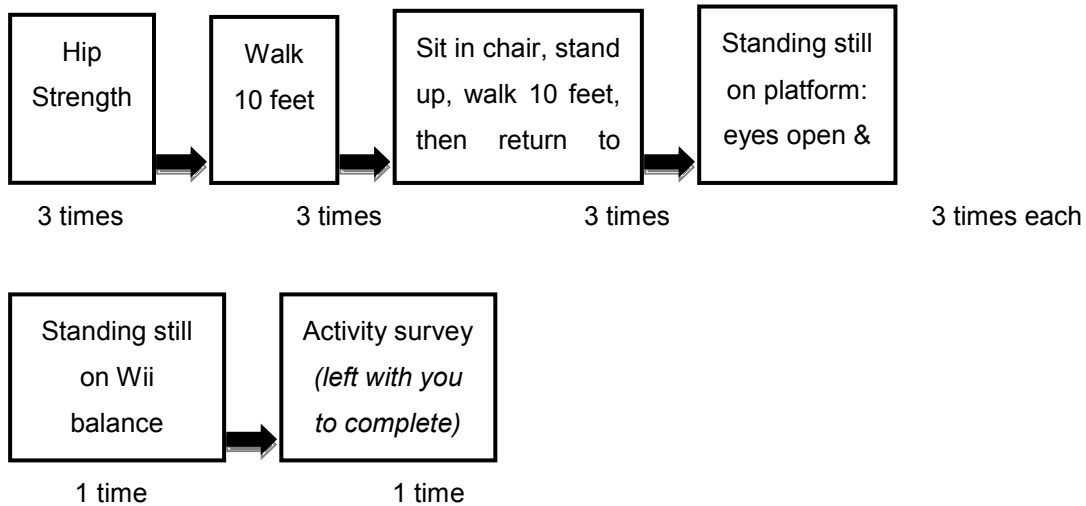 Hip
Strength
Walk
10 feet
Sit in chair, stand
up, walk 10 feet,
then return to
Standing still
on platform:
eyes open &
3 times
3 times
3 times
3 times each
Standing still
on Wii
balance
Activity survey
(left with you
to complete)
1 time
1 time